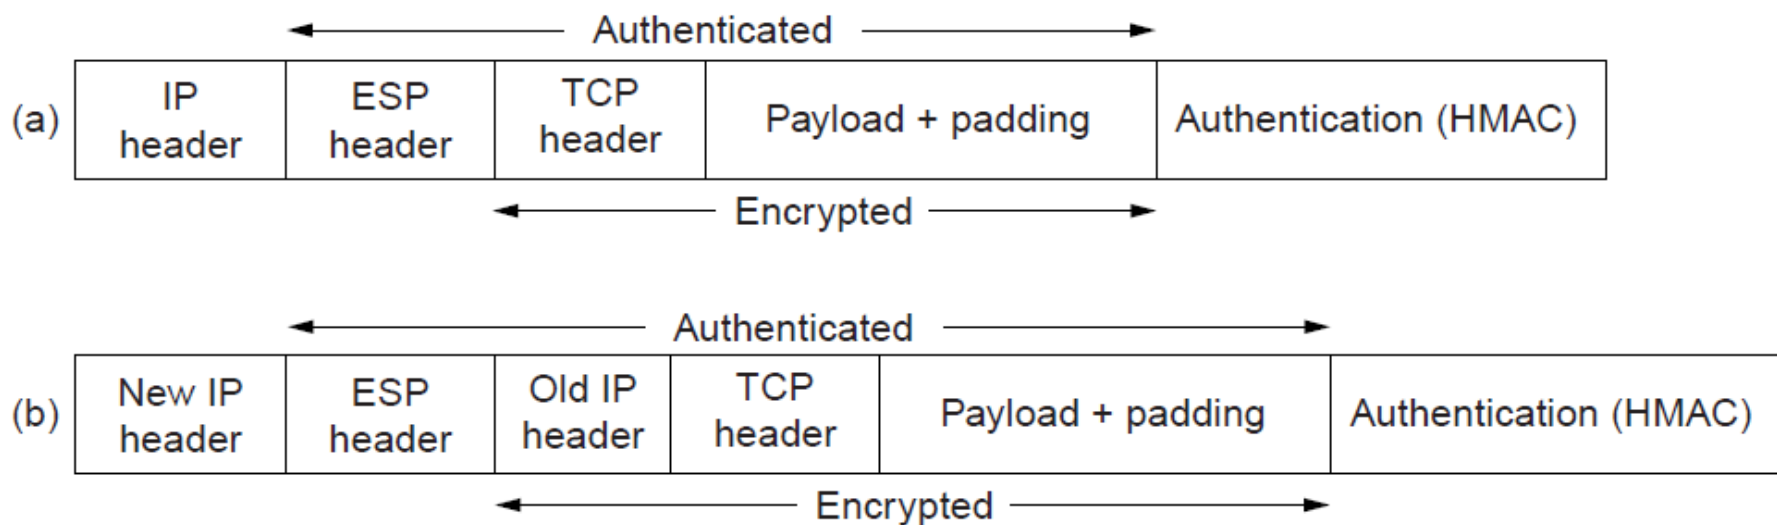 Authenticated
(a) IP header ESP header TCP header Payload + padding Authentication (HMAC)
Encrypted
Authenticated
(b) New IP header ESP header Old IP header TCP header Payload + padding Authentication (HMAC)
Encrypted